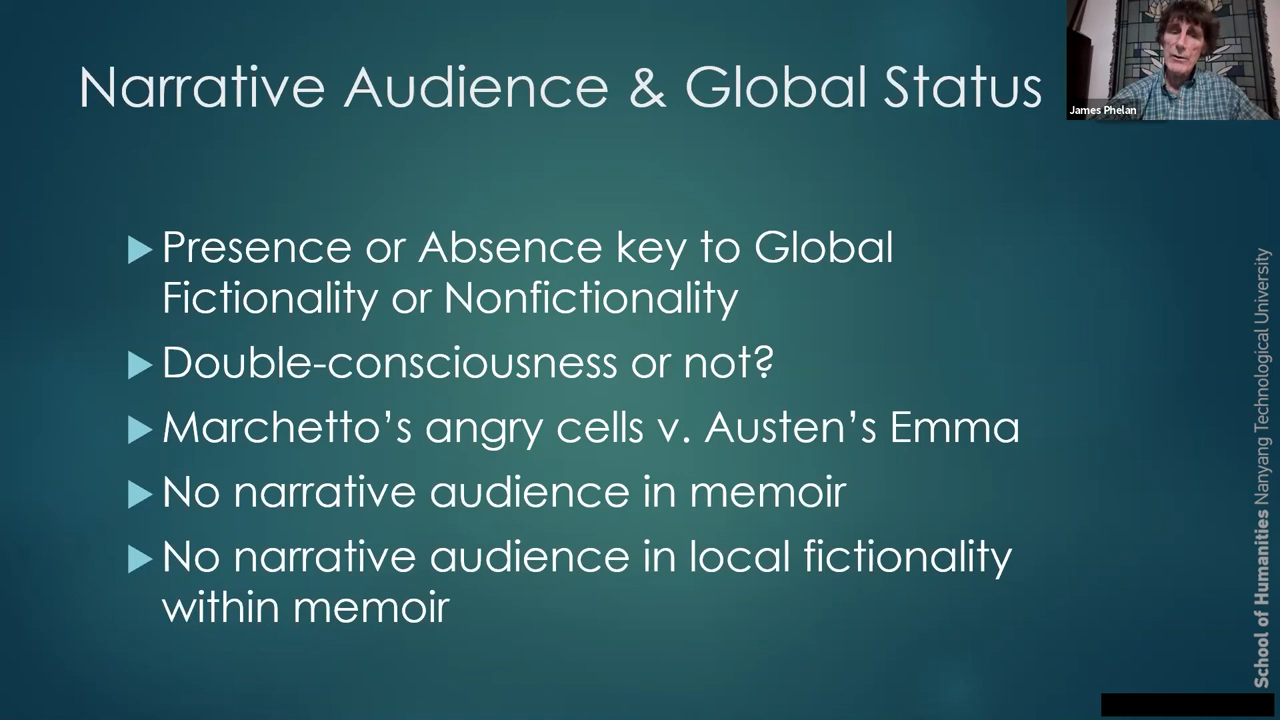 Narrative Audience & Global Status
James Phelan
▶Presence or Absence key to Global
Fictionality or Nonfictionality
▶Double-consciousness or not?
▶Marchetto’s angry cells v. Austen’s Emma
▶No narrative audience in memoir
▶No narrative audience in local fictionality
within memoir
School of Humanities Nanyang Technological University